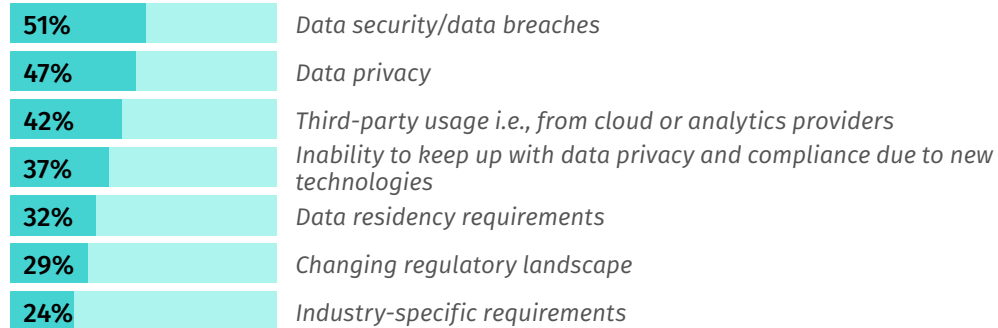 51%
Data security/data breaches
47%
Data privacy
42%
Third-party usage i.e., from cloud or analytics providers
37%
Inability to keep up with data privacy and compliance due to new
technologies
32%
Data residency requirements
29%
Changing regulatory landscape
24%
Industry-specific requirements